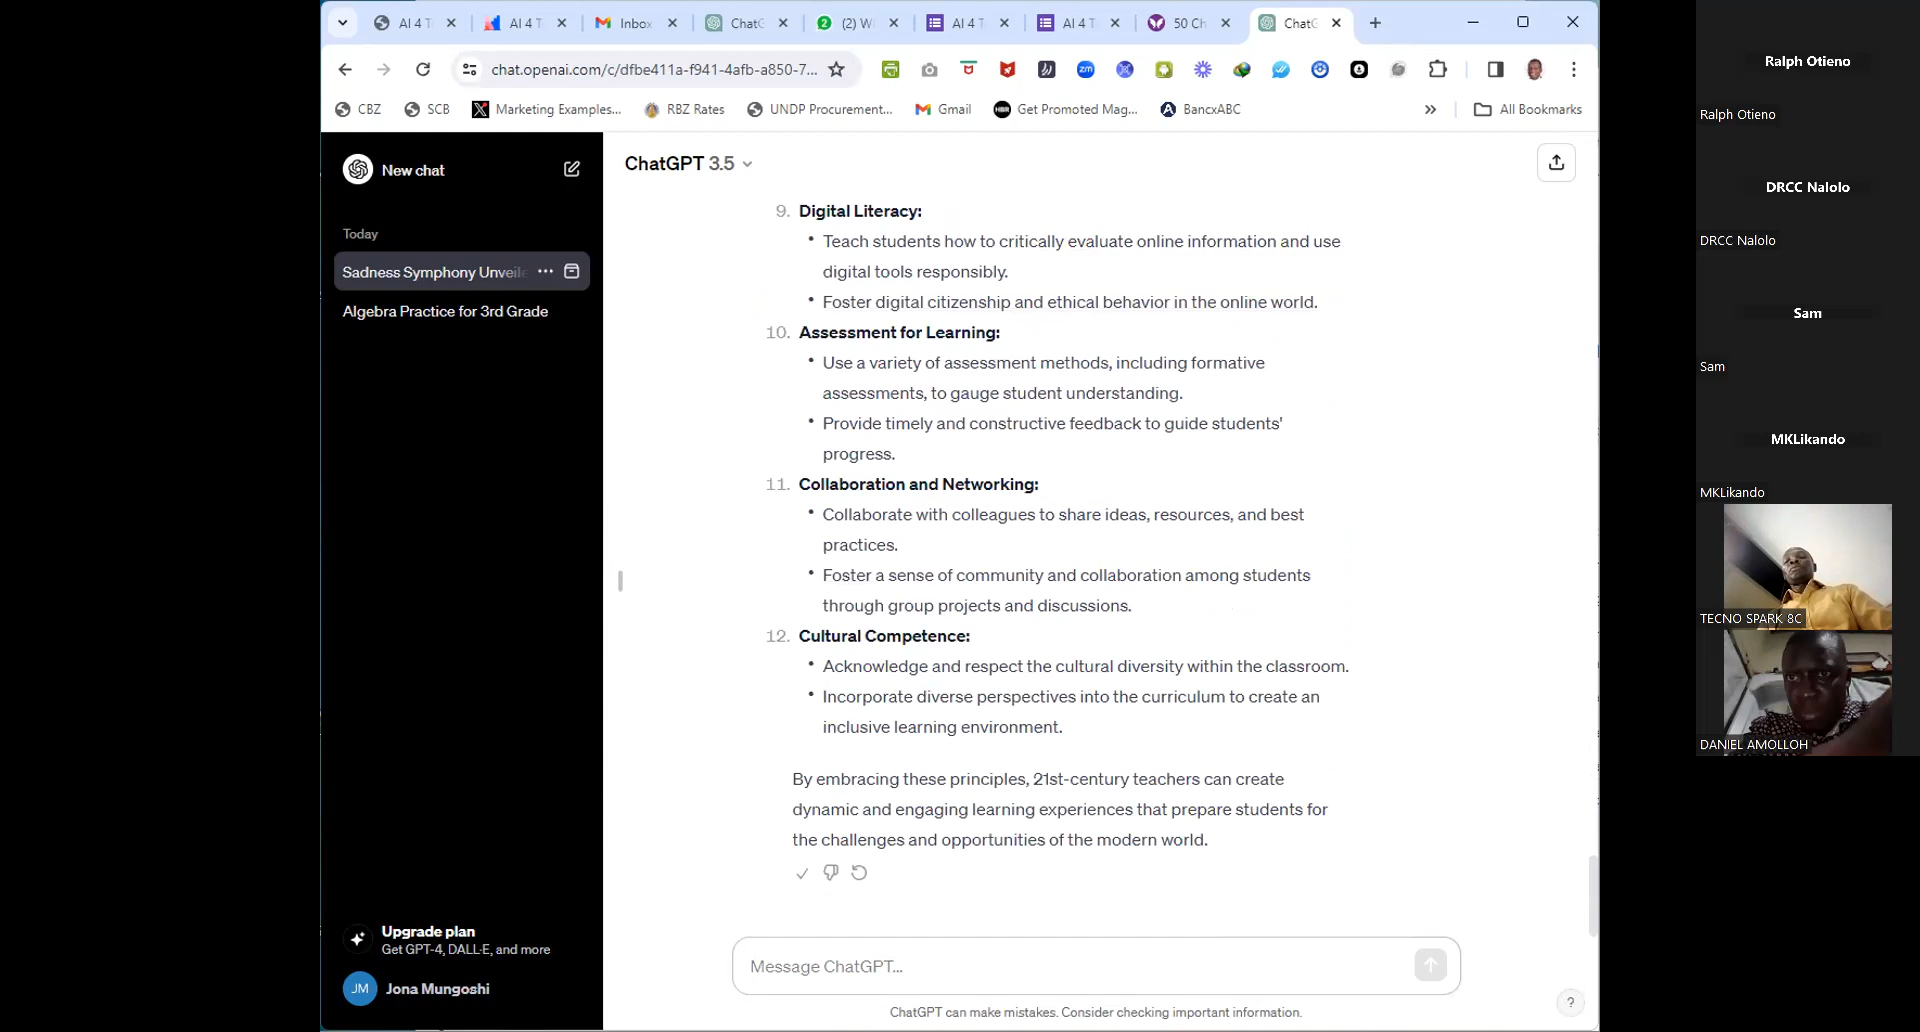 AI 4 T
AI 4 T
Inbox
ChatG
(2) W
AI 4 T
AI 4 T
50 Ch
ChatG
chat.openai.com/c/dfbe411a-f941-4afb-a850-7...
CBZ
SCB
Marketing Examples...
RBZ Rates
UNDP Procurement...
Gmail
HBR
Get Promoted Mag...
BancxABC
»
All Bookmarks
New chat
Today
Sadness Symphony Unveile
Algebra Practice for 3rd Grade
Upgrade plan
Get GPT-4, DALL·E, and more
JM
Jona Mungoshi
ChatGPT 3.5
9. Digital Literacy:
• Teach students how to critically evaluate online information and use
digital tools responsibly.
• Foster digital citizenship and ethical behavior in the online world.
10. Assessment for Learning:
• Use a variety of assessment methods, including formative
assessments, to gauge student understanding.
• Provide timely and constructive feedback to guide students'
progress.
11. Collaboration and Networking:
• Collaborate with colleagues to share ideas, resources, and best
practices.
• Foster a sense of community and collaboration among students
through group projects and discussions.
12. Cultural Competence:
• Acknowledge and respect the cultural diversity within the classroom.
• Incorporate diverse perspectives into the curriculum to create an
inclusive learning environment.
By embracing these principles, 21st-century teachers can create
dynamic and engaging learning experiences that prepare students for
the challenges and opportunities of the modern world.
Message ChatGPT...
ChatGPT can make mistakes. Consider checking important information.
?
Ralph Otieno
Ralph Otieno
DRCC Nalolo
DRCC Nalolo
Sam
Sam
MKLikando
MKLikando
TECNO SPARK 8C
DANIEL AMOLLOH